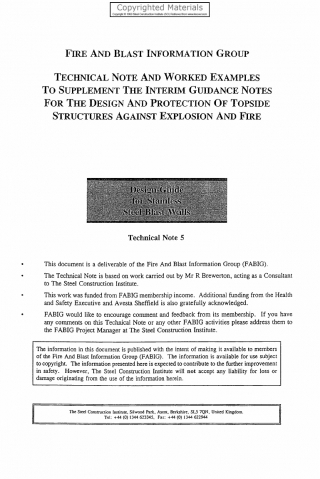 Copyrighted Materials
FIRE AND BLAST INFORMATION GROUP
TECHNICAL NOTE AND WORKED EXAMPLES
TO SUPPLEMENT THE INTERIM GUIDANCE NOTES
FOR THE DESIGN AND PROTECTION OF TOPSIDE
STRUCTURES AGAINST EXPLOSION AND FIRE
Design Guide
for Stainless
Steel Blast Walls
Technical Note 5
• This document is a deliverable of the Fire And Blast Information Group (FABIG).
• The Technical Note is based on work carried out by Mr R Brewerton, acting as a Consultant
to The Steel Construction Institute.
• This work was funded from FABIG membership income. Additional funding from the Health
and Safety Executive and Avesta Sheffield is also gratefully acknowledged.
• FABIG would like to encourage comment and feedback from its membership. If you have
any comments on this Technical Note or any other FABIG activities please address them to
the FABIG Project Manager at The Steel Construction Institute.
The information in this document is published with the intent of making it available to members
of the Fire And Blast Information Group (FABIG). The information is available for use subject
to copyright. The information presented here is expected to contribute to the further improvement
in safety. However, The Steel Construction Institute will not accept any liability for loss or
damage originating from the use of the information herein.
The Steel Construction Institute, Silwood Park, Ascot, Berkshire, SL5 7QN, United Kingdom.
Tel: +44 (0) 1344 623345. Fax: +44 (0) 1344 622944